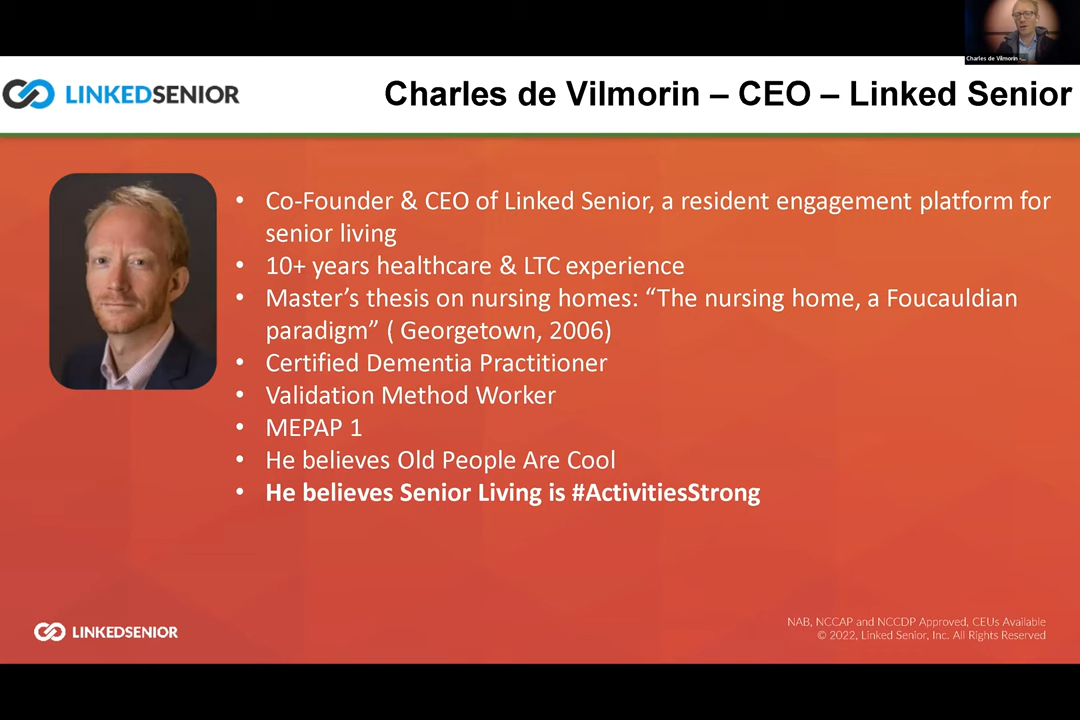 Charles de Vilmorin
LINKEDSENIOR
Charles de Vilmorin – CEO – Linked Senior
• Co-Founder & CEO of Linked Senior, a resident engagement platform for
senior living
• 10+ years healthcare & LTC experience
• Master’s thesis on nursing homes: “The nursing home, a Foucauldian
paradigm” ( Georgetown, 2006)
• Certified Dementia Practitioner
• Validation Method Worker
• MEPAP 1
• He believes Old People Are Cool
• He believes Senior Living is #ActivitiesStrong
LINKEDSENIOR
NAB, NCCAP and NCCDP Approved, CEUs Available
© 2022, Linked Senior, Inc. All Rights Reserved